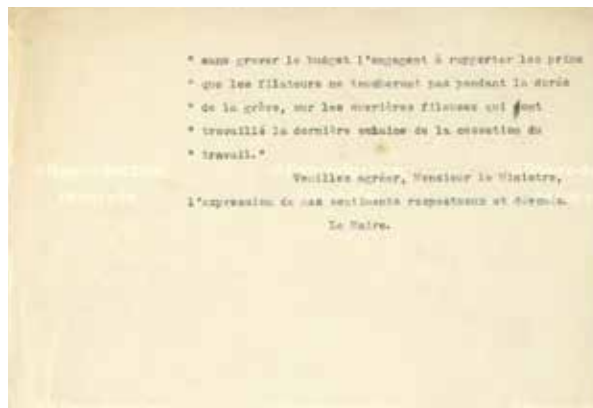 " sans grever le budget l'engagent à rapporter les prime
" que les filateurs ne toucheront pas pendant la durée
" de la grève, sur les ouvrières fileuses qui ont
" travaillé la dernière semaine de la cessation du
" travail."
Veuillez agréer, Monsieur le Ministre,
l'expression de mes sentiments respectueux et dévoués.
Le Maire.